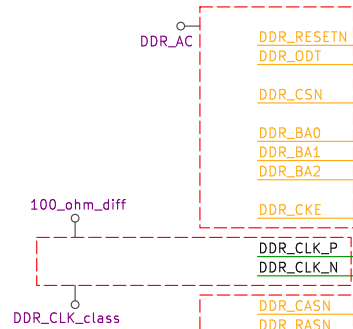 DDR_RESETN
DDR_AC
DDR_ODT
DDR_CSN
DDR_BA0
DDR_BA1
DDR_BA2
100_ohm_diff
DDR_CKE
DDR_CLK_P
DDR_CLK_N
DDR_CLK_class
DDR_CASN
DDR_RASN